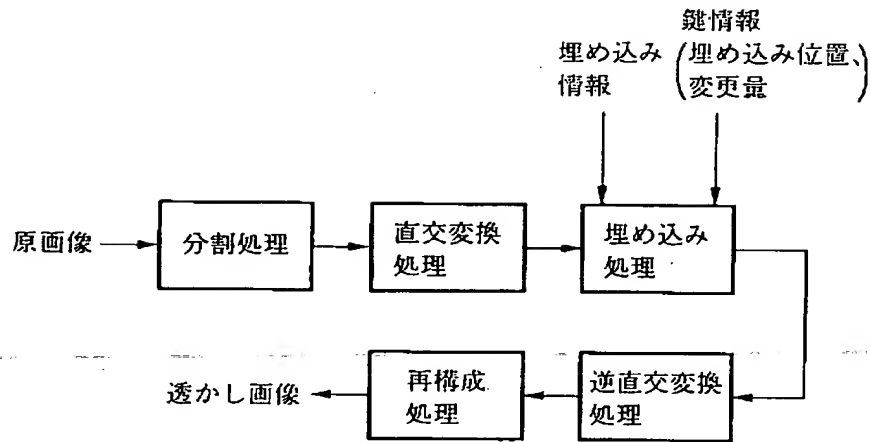 鍵情報
埋め込み
情報
(埋め込み位置、
変更量)
原画像
分割処理
直交変換
処理
埋め込み
処理
透かし画像
再構成
処理
逆直交変換
処理